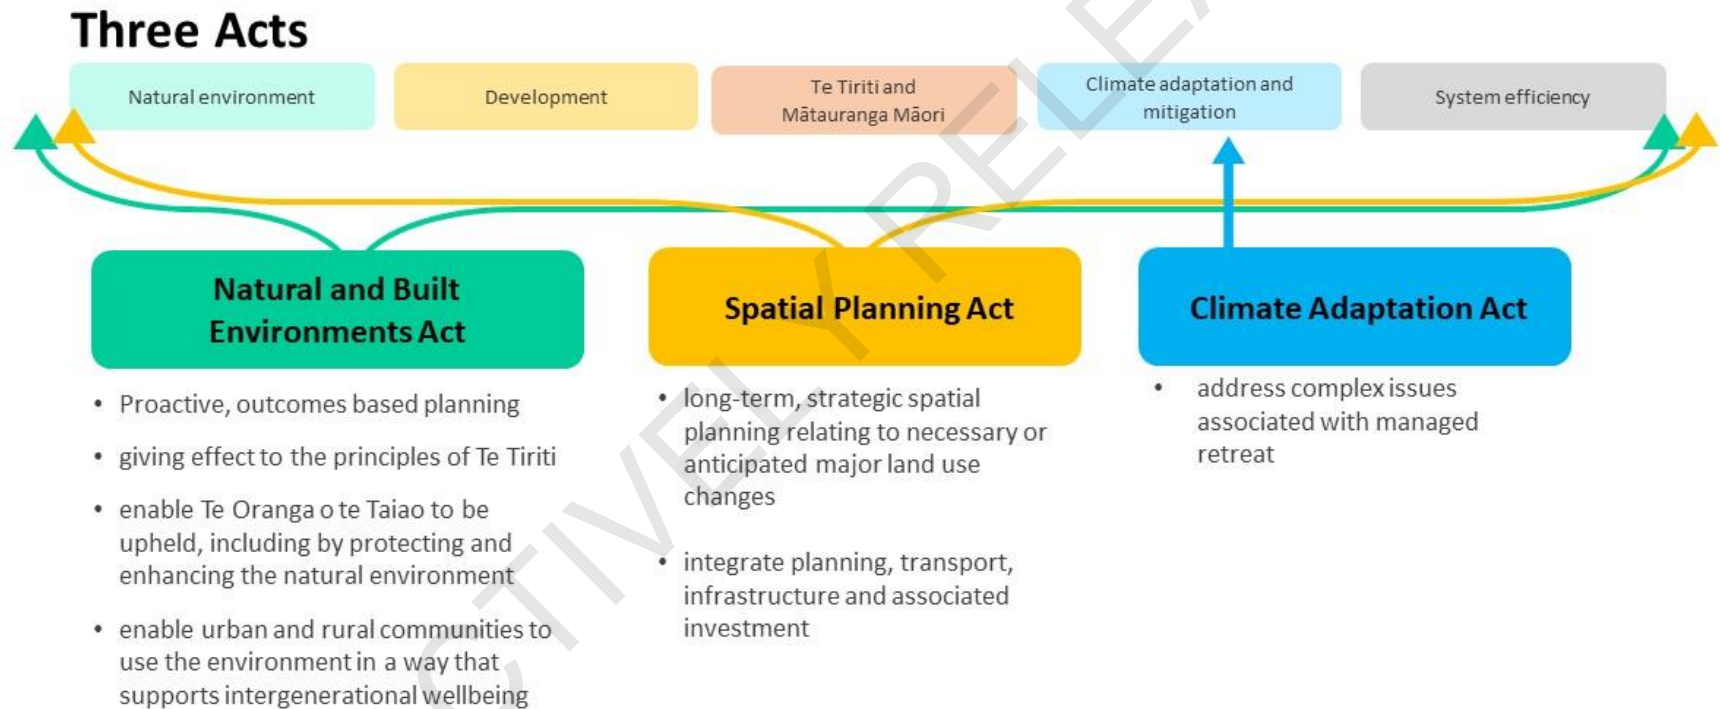 Three Acts
Natural environment
Development
Te Tiriti and
Mātauranga Māori
Climate adaptation and
mitigation
System efficiency
Natural and Built
Environments Act
• Proactive, outcomes based planning
• giving effect to the principles of Te Tiriti
• enable Te Oranga o te Taiao to be
upheld, including by protecting and
enhancing the natural environment
• enable urban and rural communities to
use the environment in a way that
supports intergenerational wellbeing
Spatial Planning Act
• long-term, strategic spatial
planning relating to necessary or
anticipated major land use
changes
• integrate planning, transport,
infrastructure and associated
investment
Climate Adaptation Act
• address complex issues
associated with managed
retreat